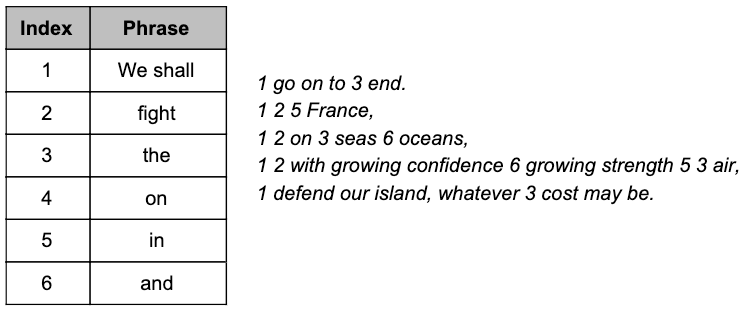 Index Phrase
1 We shall
2 fight
3 the
4 on
5 in
6 and
1 go on to 3 end.
1 2 5 France,
1 2 on 3 seas 6 oceans,
1 2 with growing confidence 6 growing strength 5 3 air,
1 defend our island, whatever 3 cost may be.